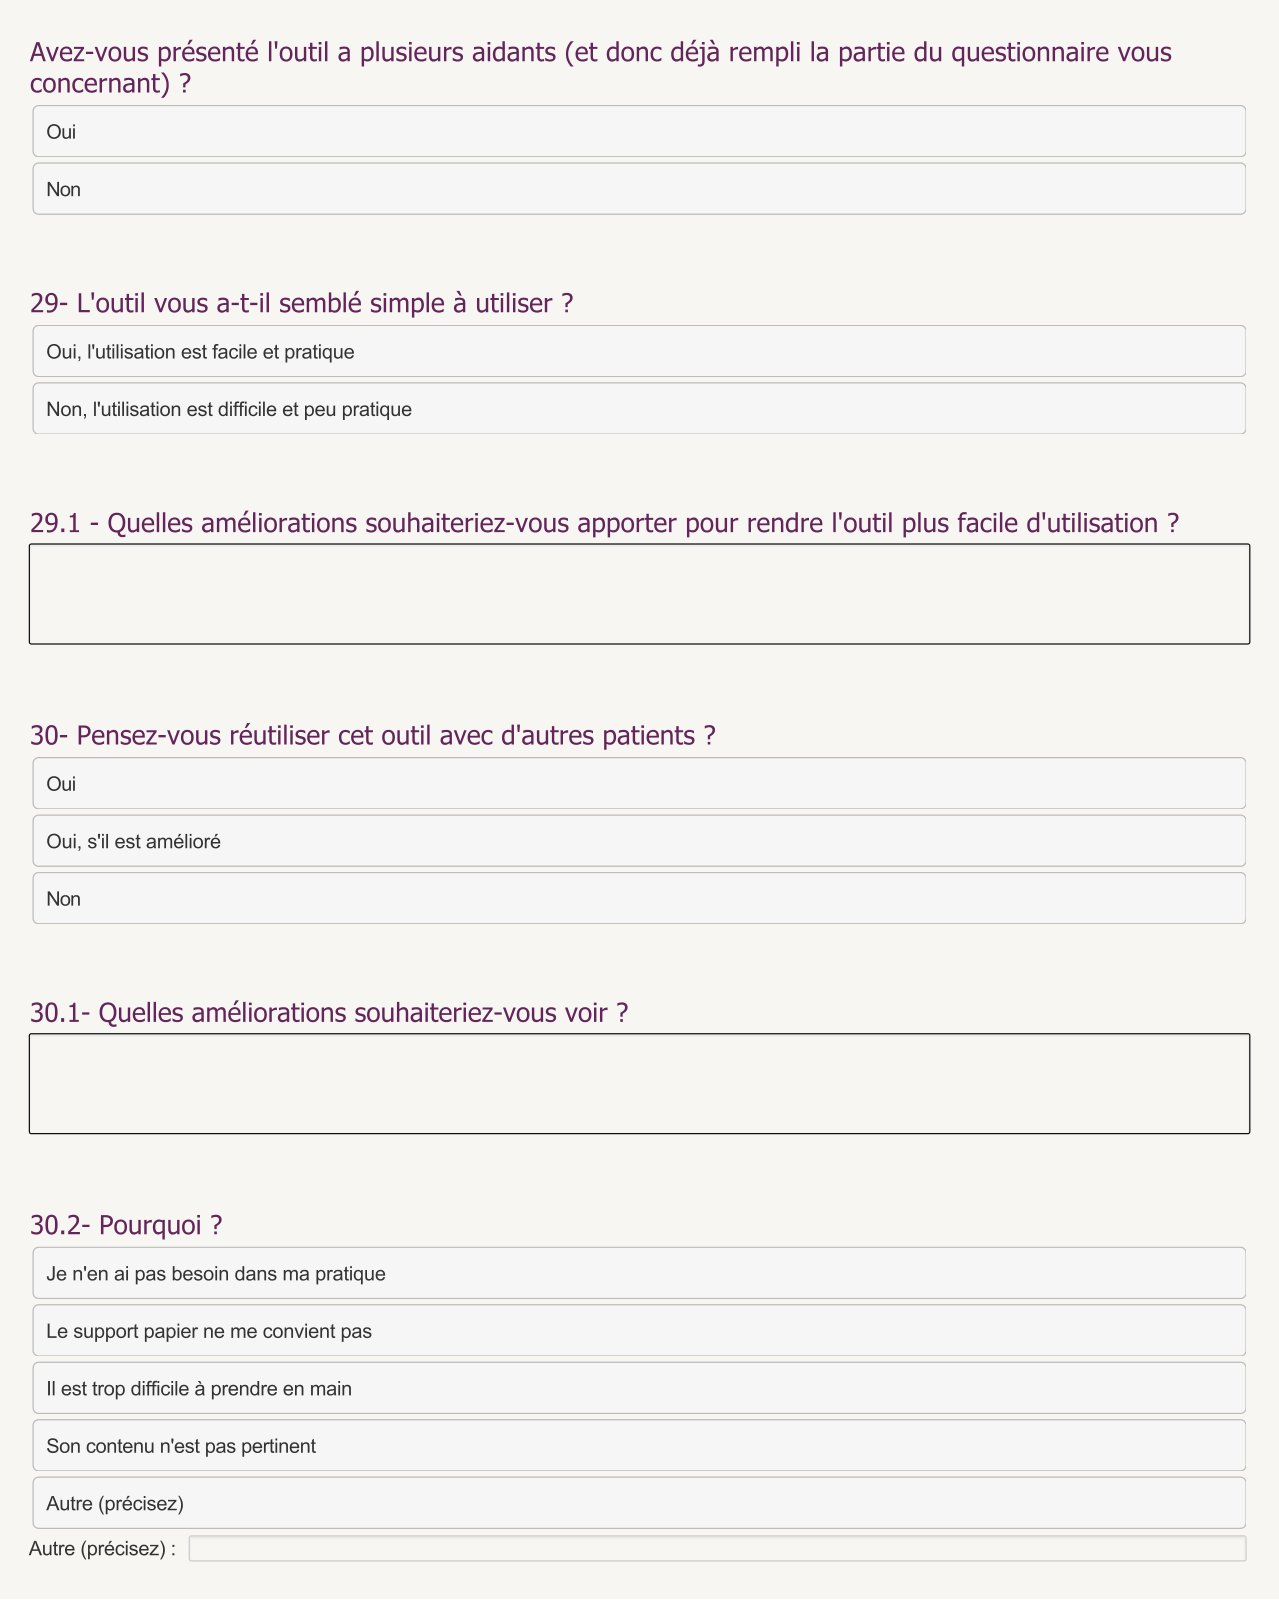 Avez-vous présenté l'outil a plusieurs aidants (et donc déjà rempli la partie du questionnaire vous
concernant) ?
Oui
Non
29- L'outil vous a-t-il semblé simple à utiliser ?
Oui, l'utilisation est facile et pratique
Non, l'utilisation est difficile et peu pratique
29.1 - Quelles améliorations souhaiteriez-vous apporter pour rendre l'outil plus facile d'utilisation ?
30- Pensez-vous réutiliser cet outil avec d'autres patients ?
Oui
Oui, s'il est amélioré
Non
30.1- Quelles améliorations souhaiteriez-vous voir ?
30.2- Pourquoi ?
Je n'en ai pas besoin dans ma pratique
Le support papier ne me convient pas
Il est trop difficile à prendre en main
Son contenu n'est pas pertinent
Autre (précisez)
Autre (précisez) :